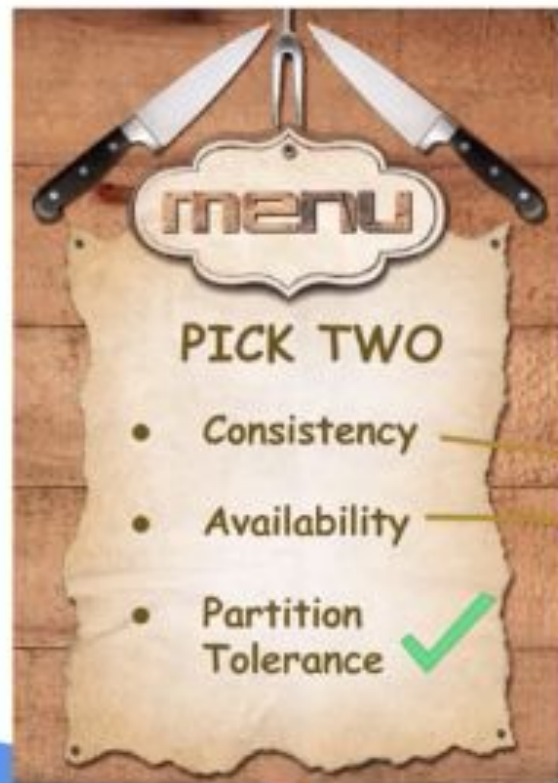 menu
PICK TWO
• Consistency
• Availability
• Partition
Tolerance